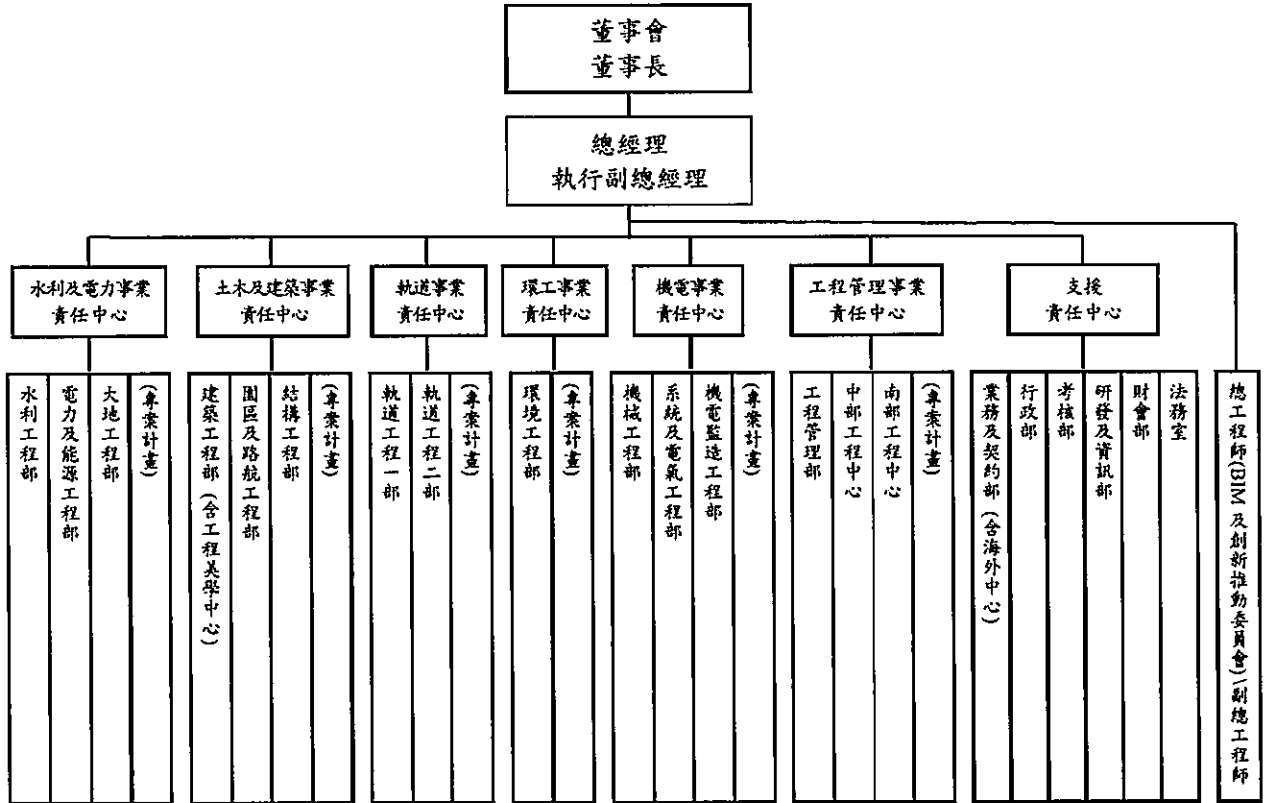 董事會
董事長
總經理
執行副總經理
水利及電力事業
責任中心
土木及建築事業
責任中心
軌道事業
責任中心
環工事業
責任中心
機電事業
責任中心
工程管理事業
責任中心
支援
責任中心
水利工程部
電力及能源工程部
大地工程部
(專案計畫)
建築工程部(含工程美學中心)
園區及路航工程部
結構工程部
(專案計畫)
軌道工程一部
軌道工程二部
(專案計畫)
環境工程部
(專案計畫)
機械工程部
系統及電氣工程部
機電監造工程部
(專案計畫)
工程管理部
中部工程中心
南部工程中心
(專案計畫)
業務及契約部(含海外中心)
行政部
考核部
研發及資訊部
財會部
法務室
總工程師(BIM及創新推動委員會)\副總工程師